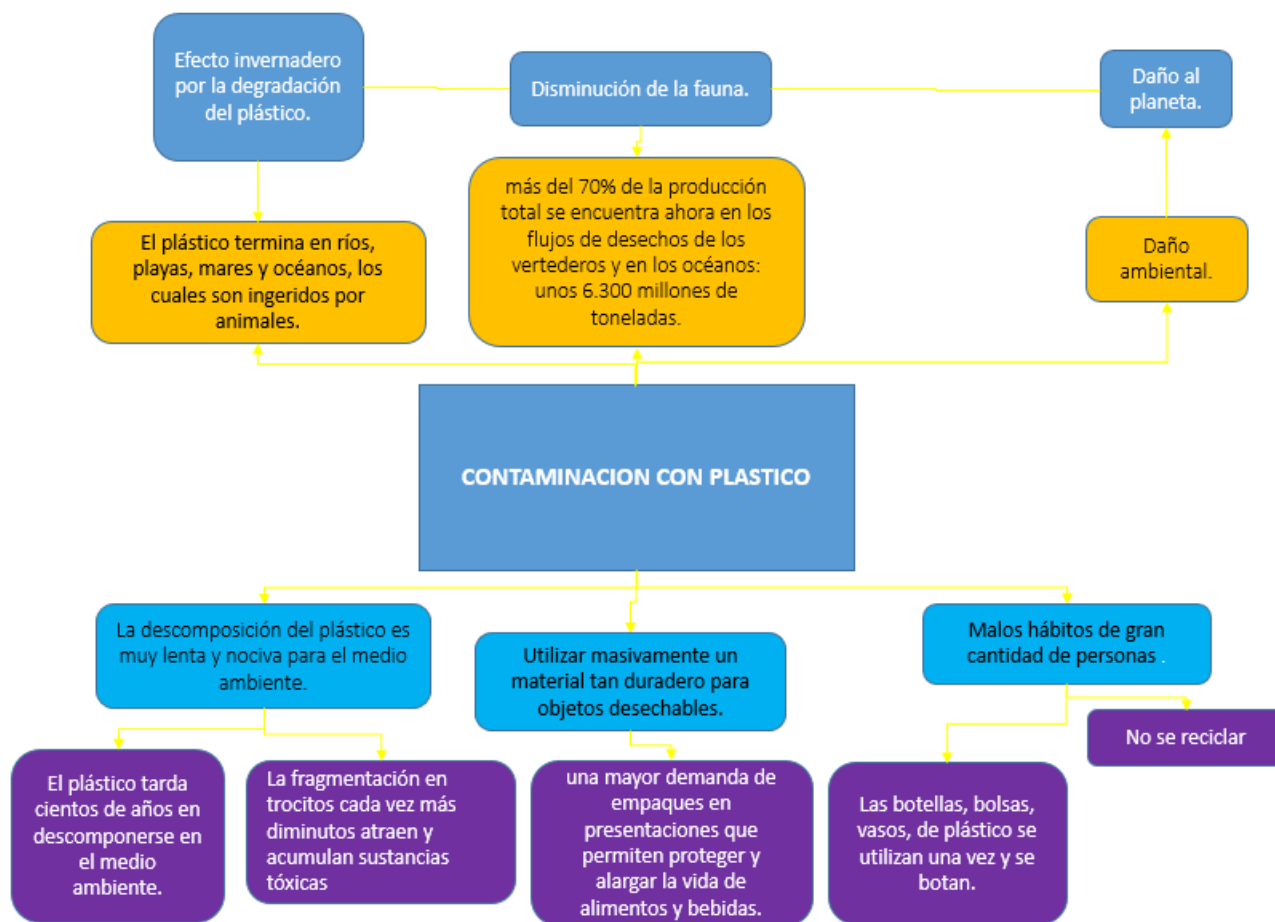 Efecto invernadero
por la degradación
del plástico.
Disminución de la fauna.
Daño al
planeta.
El plástico termina en ríos,
playas, mares y océanos, los
cuales son ingeridos por
animales.
más del 70% de la producción
total se encuentra ahora en los
flujos de desechos de los
vertederos y en los océanos:
unos 6.300 millones de
toneladas.
Daño
ambiental.
CONTAMINACION CON PLASTICO
La descomposición del plástico es
muy lenta y nociva para el medio
ambiente.
Utilizar masivamente un
material tan duradero para
objetos desechables.
Malos hábitos de gran
cantidad de personas .
El plástico tarda
cientos de años en
descomponerse en
el medio
ambiente.
La fragmentación en
trocitos cada vez más
diminutos atraen y
acumulan sustancias
tóxicas
una mayor demanda de
empaques en
presentaciones que
permiten proteger y
alargar la vida de
alimentos y bebidas.
Las botellas, bolsas,
vasos, de plástico se
utilizan una vez y se
botan.
No se reciclar